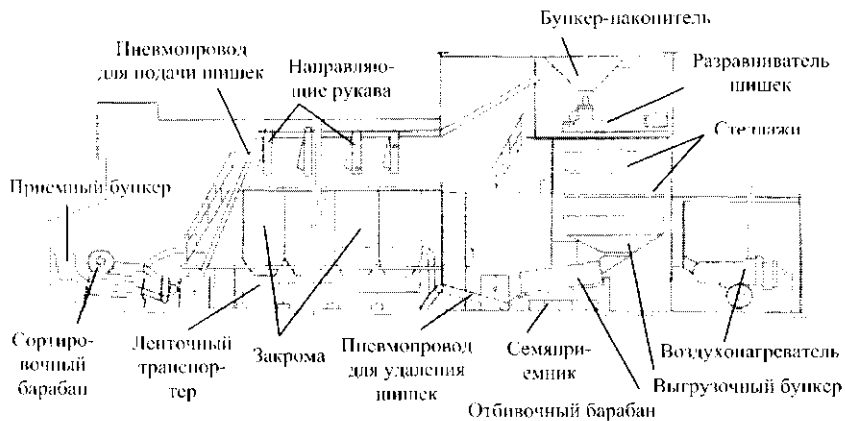 Бункер-накопитель
Пневмопровод
для подачи шишек
Направляю-
щие рукава
Разравниватель
шишек
Стеллажи
Приемный бункер
Сортиро-
вочный
барабан
Ленточный
транспор-
тер
Закрома
Пневмопровод
для удаления
шишек
Семяпри-
емник
Отбивочный барабан
Воздухонагреватель
Выгрузочный бункер